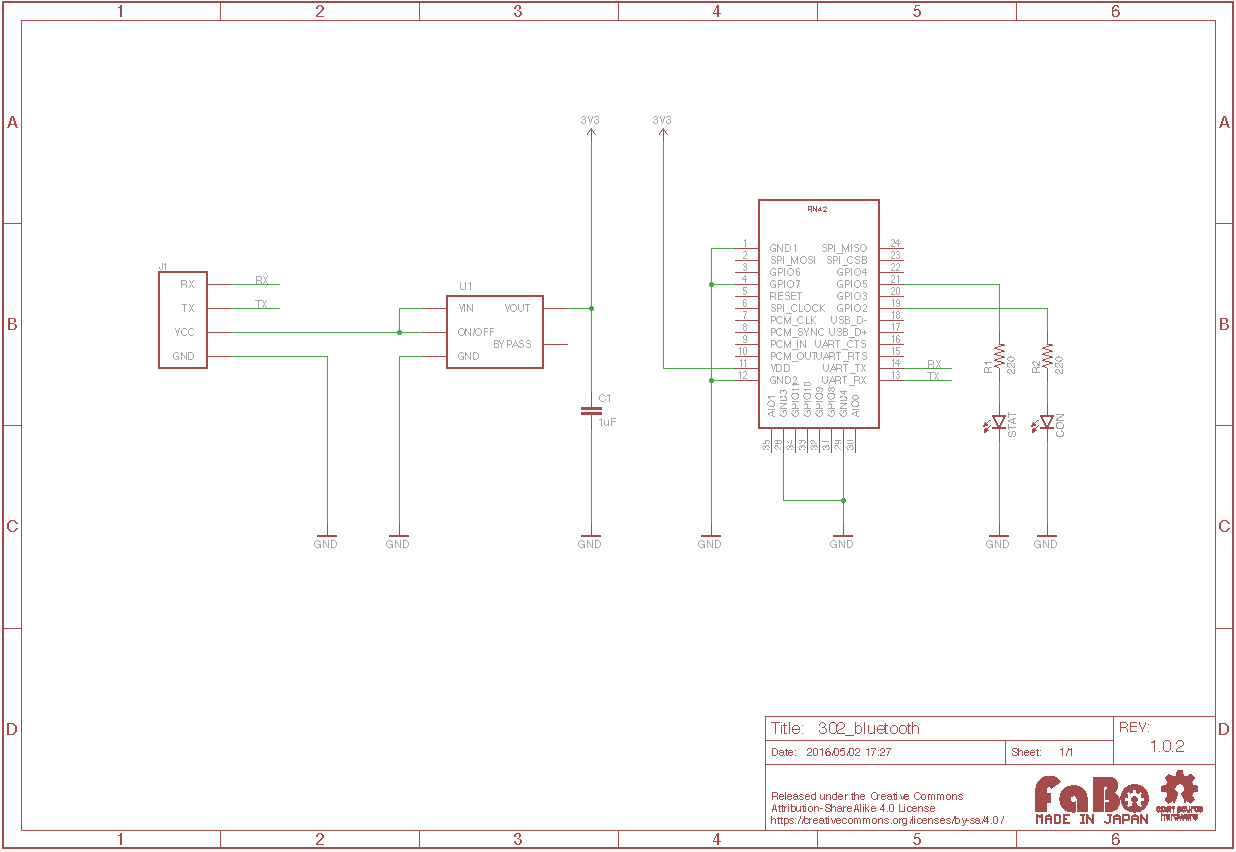 1 2 3 4 5 6
A A
B B
C C
D D
3V3 3V3
J1
RX RX
TX TX
VCC
GND
GND
U1
VIN VOUT
ON/OFF
BYPASS
GND
GND
C1
1uF
GND
RN42
1 GND1 SPI_MISO 24
2 SPI_MOSI SPI_CSB 23
3 GPIO6 GPIO4 22
4 GPIO7 GPIO5 21
5 RESET GPIO3 20
6 SPI_CLOCK GPIO2 19
7 PCM_CLK USB_D- 18
8 PCM_SYNC USB_D+ 17
9 PCM_IN UART_CTS 16
10 PCM_OUT UART_RTS 15
11 VDD UART_TX 14 RX
12 GND2 UART_RX 13 TX
AIO1 GND3 GPIO11 GPIO10 GPIO9 GPIO8 GND4 AIO0
35 28 34 33 32 31 29 30
GND
GND
R1 220
R2 220
STAT
CON
GND
GND
Title: 302_bluetooth
REV:
1.0.2
Date: 2016/05/02 17:27
Sheet: 1/1
Released under the Creative Commons
Attribution-ShareAlike 4.0 License
https://creativecommons.org/licenses/by-sa/4.0/
FaBo
MADE IN JAPAN
open source
hardware
1 2 3 4 5 6